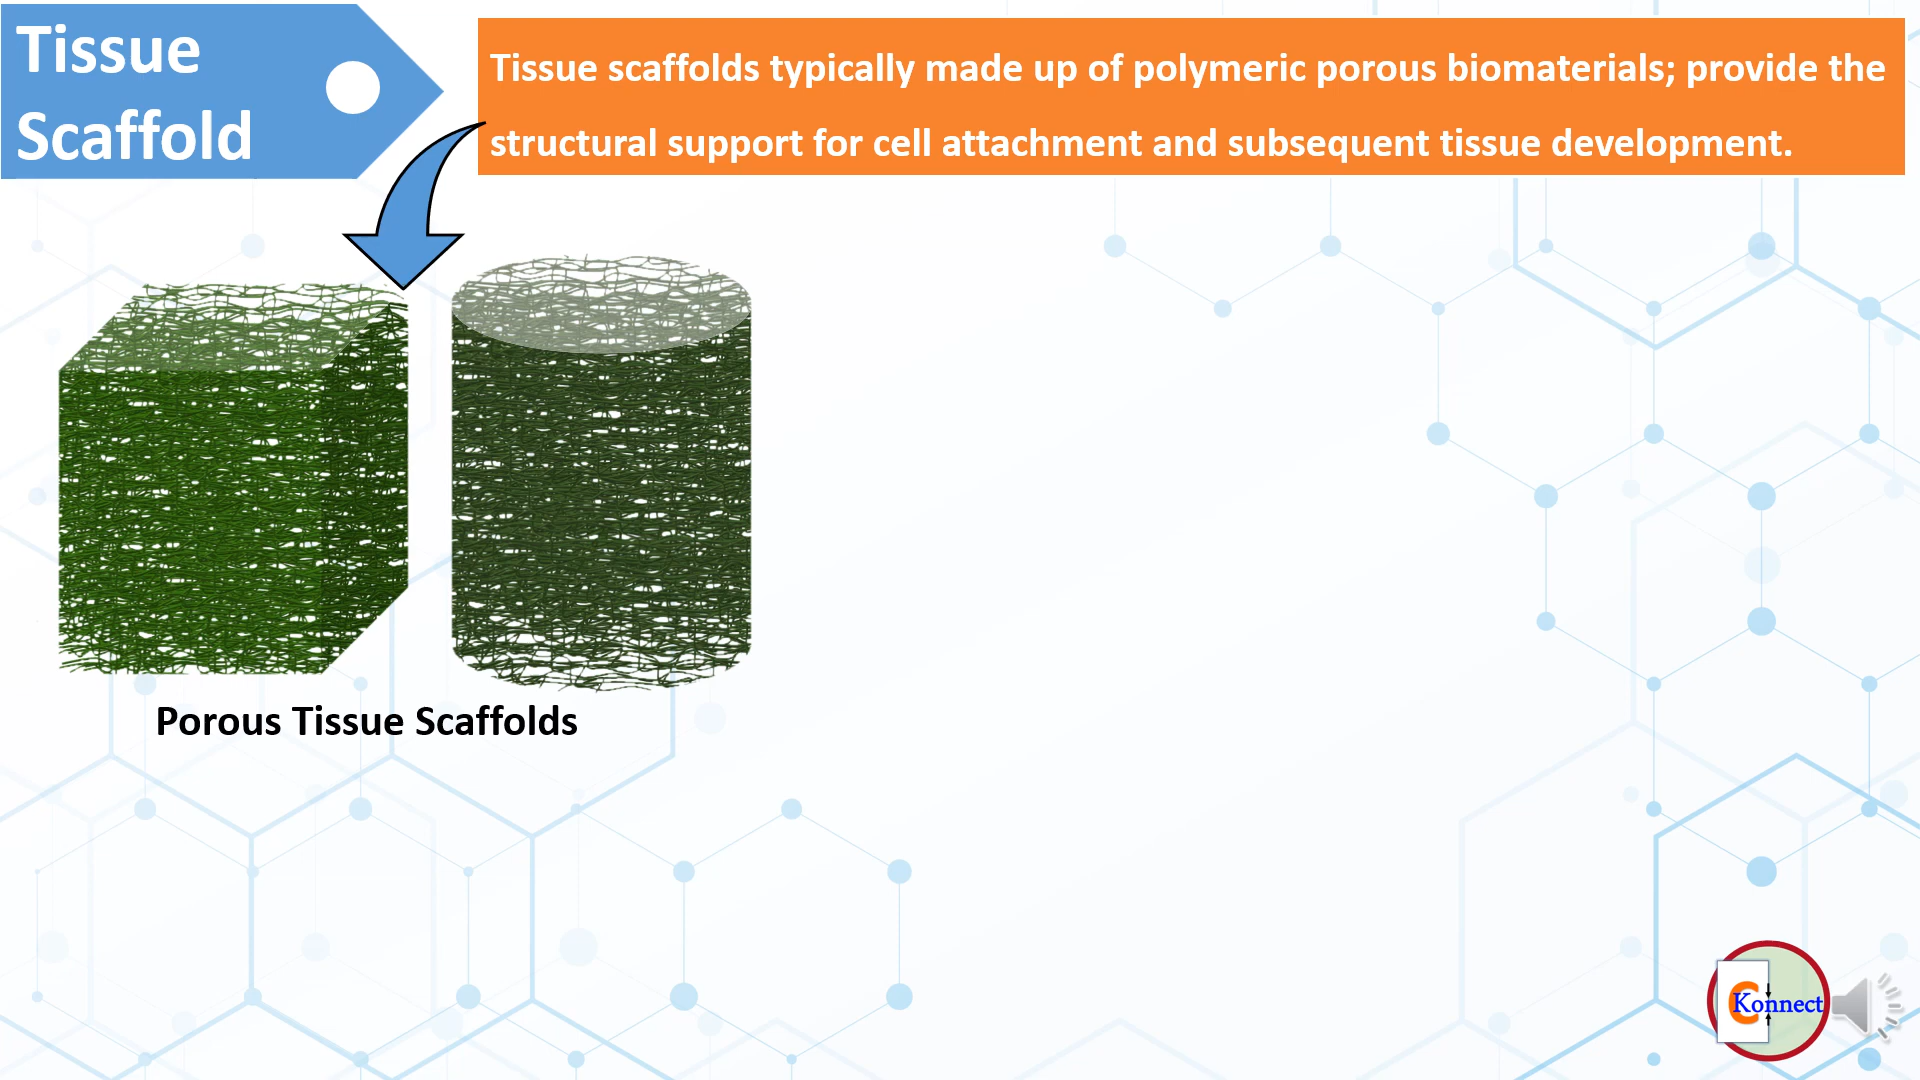 Tissue
Scaffold
Tissue scaffolds typically made up of polymeric porous biomaterials; provide the
structural support for cell attachment and subsequent tissue development.
Porous Tissue Scaffolds
C
Konnect